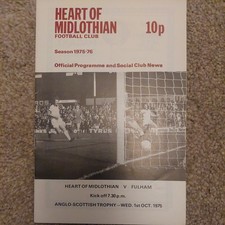 HEART OF
MIDLOTHIAN
FOOTBALL CLUB
10p
Season 1975-76
Official Programme and Social Club News
HEART OF MIDLOTHIAN V FULHAM
Kick-off 7.30 p.m.
ANGLO-SCOTTISH TROPHY — WED. 1st OCT. 1975